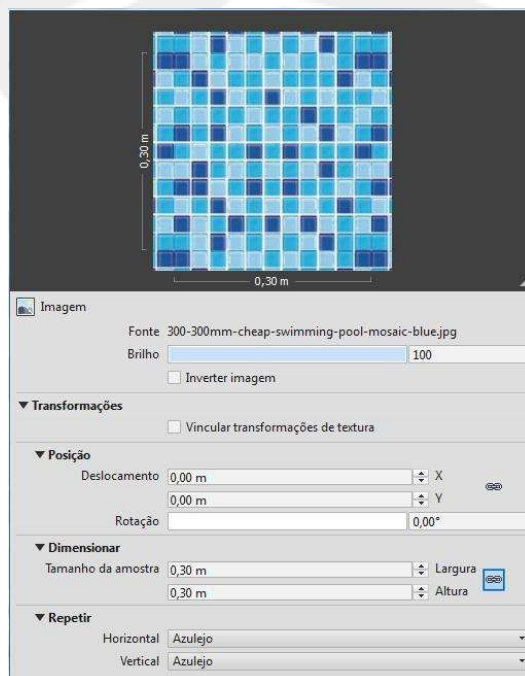 0,30 m
0,30 m
Imagem
Fonte 300-300mm-cheap-swimming-pool-mosaic-blue.jpg
Brilho 100
Inverter imagem
Transformações
Vincular transformações de textura
Posição
Deslocamento 0,00 m X
0,00 m Y
Rotação 0,00°
Dimensionar
Tamanho da amostra 0,30 m Largura
0,30 m Altura
Repetir
Horizontal Azulejo
Vertical Azulejo